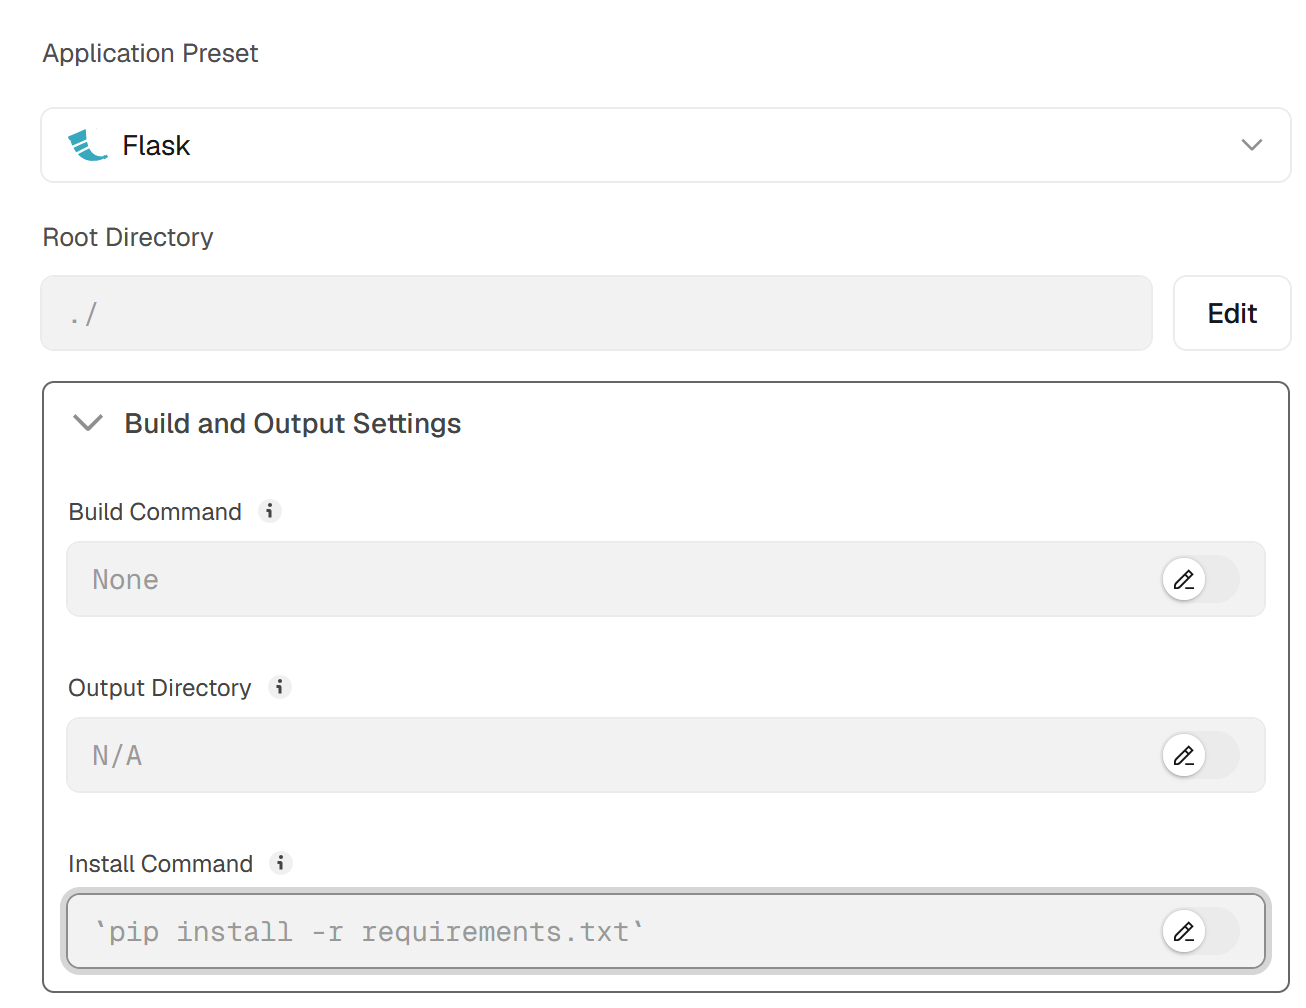 Application Preset
Flask
Root Directory
./
Edit
Build and Output Settings
Build Command
None
Output Directory
N/A
Install Command
`pip install -r requirements.txt`